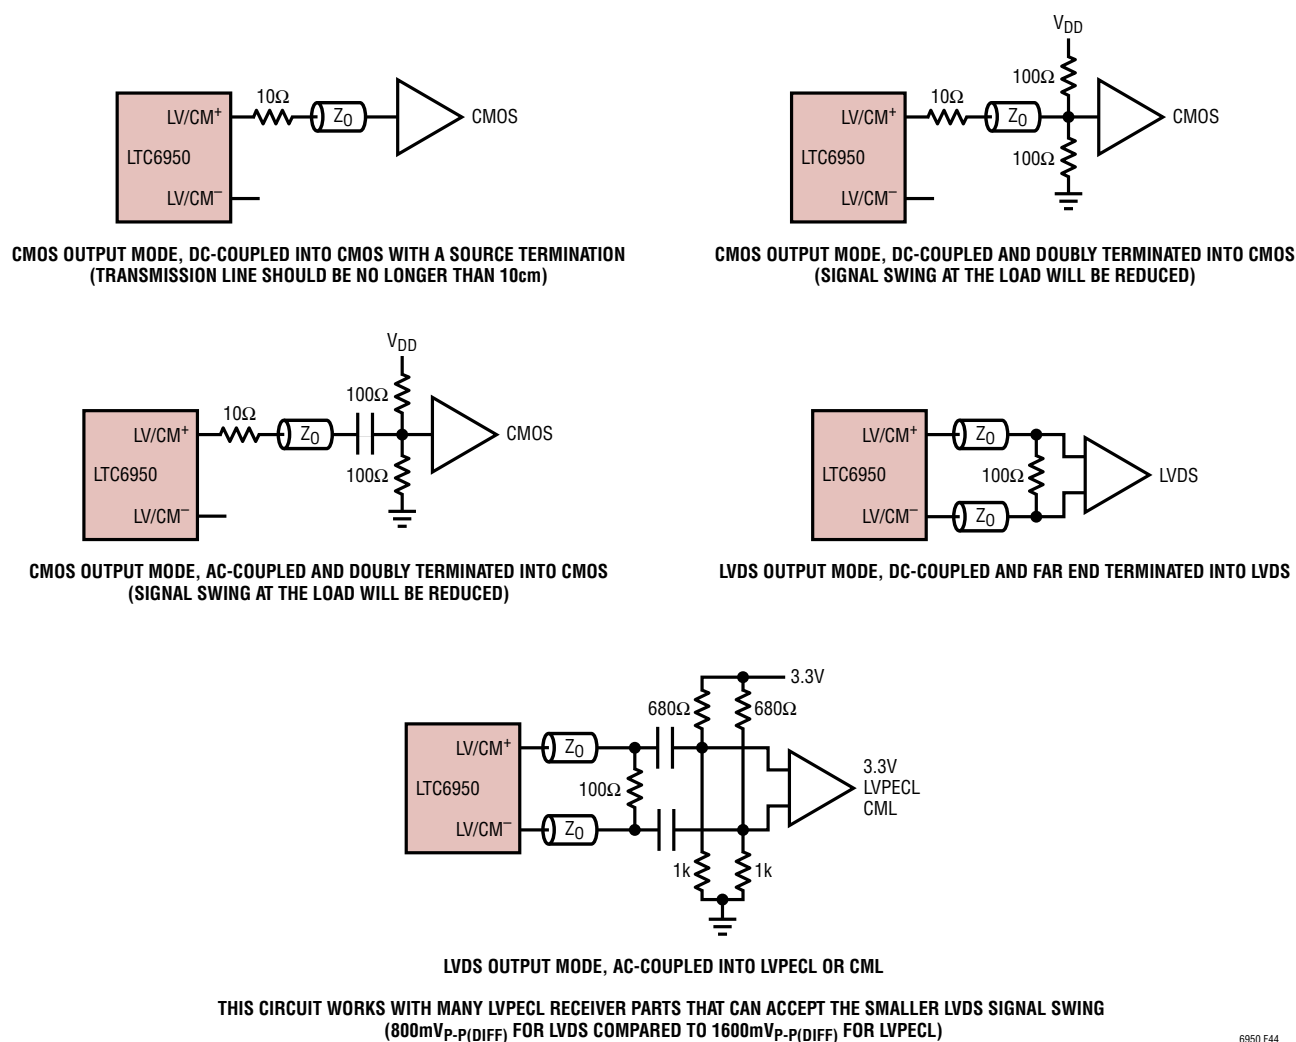 10Ω
LV/CM+
Z0
CMOS
LTC6950
LV/CM–
CMOS OUTPUT MODE, DC-COUPLED INTO CMOS WITH A SOURCE TERMINATION
(TRANSMISSION LINE SHOULD BE NO LONGER THAN 10cm)
VDD
100Ω
10Ω
LV/CM+
Z0
CMOS
LTC6950
100Ω
LV/CM–
CMOS OUTPUT MODE, DC-COUPLED AND DOUBLY TERMINATED INTO CMOS
(SIGNAL SWING AT THE LOAD WILL BE REDUCED)
VDD
100Ω
10Ω
LV/CM+
Z0
CMOS
LTC6950
100Ω
LV/CM–
CMOS OUTPUT MODE, AC-COUPLED AND DOUBLY TERMINATED INTO CMOS
(SIGNAL SWING AT THE LOAD WILL BE REDUCED)
LV/CM+
Z0
LTC6950
100Ω
LVDS
LV/CM–
Z0
LVDS OUTPUT MODE, DC-COUPLED AND FAR END TERMINATED INTO LVDS
3.3V
680Ω
680Ω
LV/CM+
Z0
LTC6950
100Ω
3.3V
LVPECL
CML
LV/CM–
Z0
1k
1k
LVDS OUTPUT MODE, AC-COUPLED INTO LVPECL OR CML
THIS CIRCUIT WORKS WITH MANY LVPECL RECEIVER PARTS THAT CAN ACCEPT THE SMALLER LVDS SIGNAL SWING
(800mVP-P(DIFF) FOR LVDS COMPARED TO 1600mVP-P(DIFF) FOR LVPECL)
6950 F44